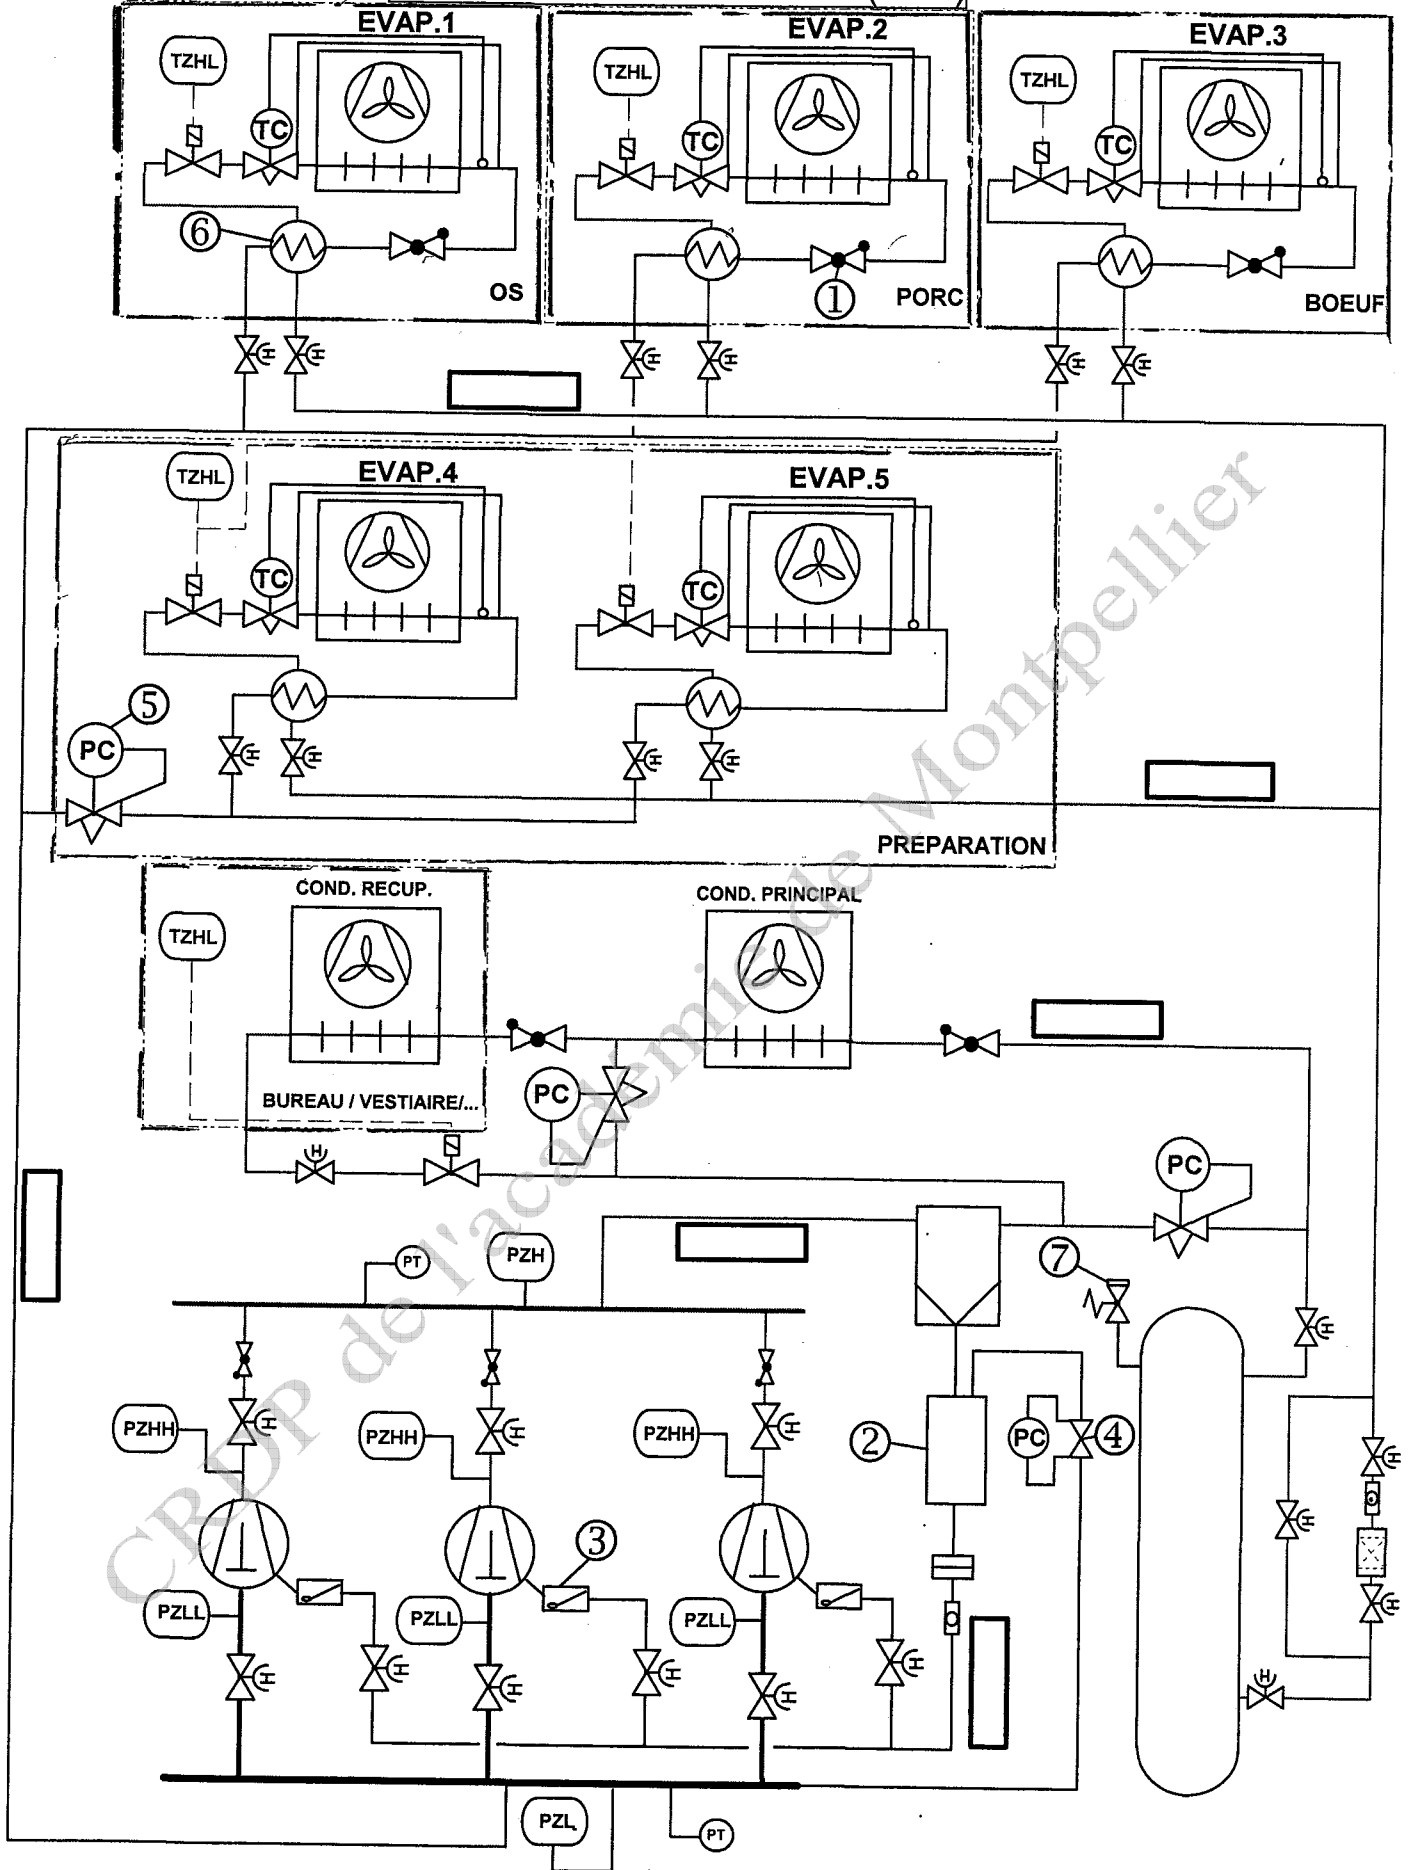 EVAP.1
EVAP.2
EVAP.3
TZHL
TZHL
TZHL
TC
TC
TC
6
1
OS
PORC
BOEUF
H
H
H
H
H
H
EVAP.4
EVAP.5
TZHL
TC
TC
5
PC
H
H
H
H
PREPARATION
COND. RECUP.
COND. PRINCIPAL
TZHL
PC
BUREAU / VESTIAIRE/...
H
PC
PT
PZH
7
H
PZHH
H
PZHH
H
PZHH
H
2
PC
4
H
H
3
PZLL
PZLL
PZLL
H
H
H
H
H
H
H
H
PZL
PT
CRDP de l'académie de Montpellier